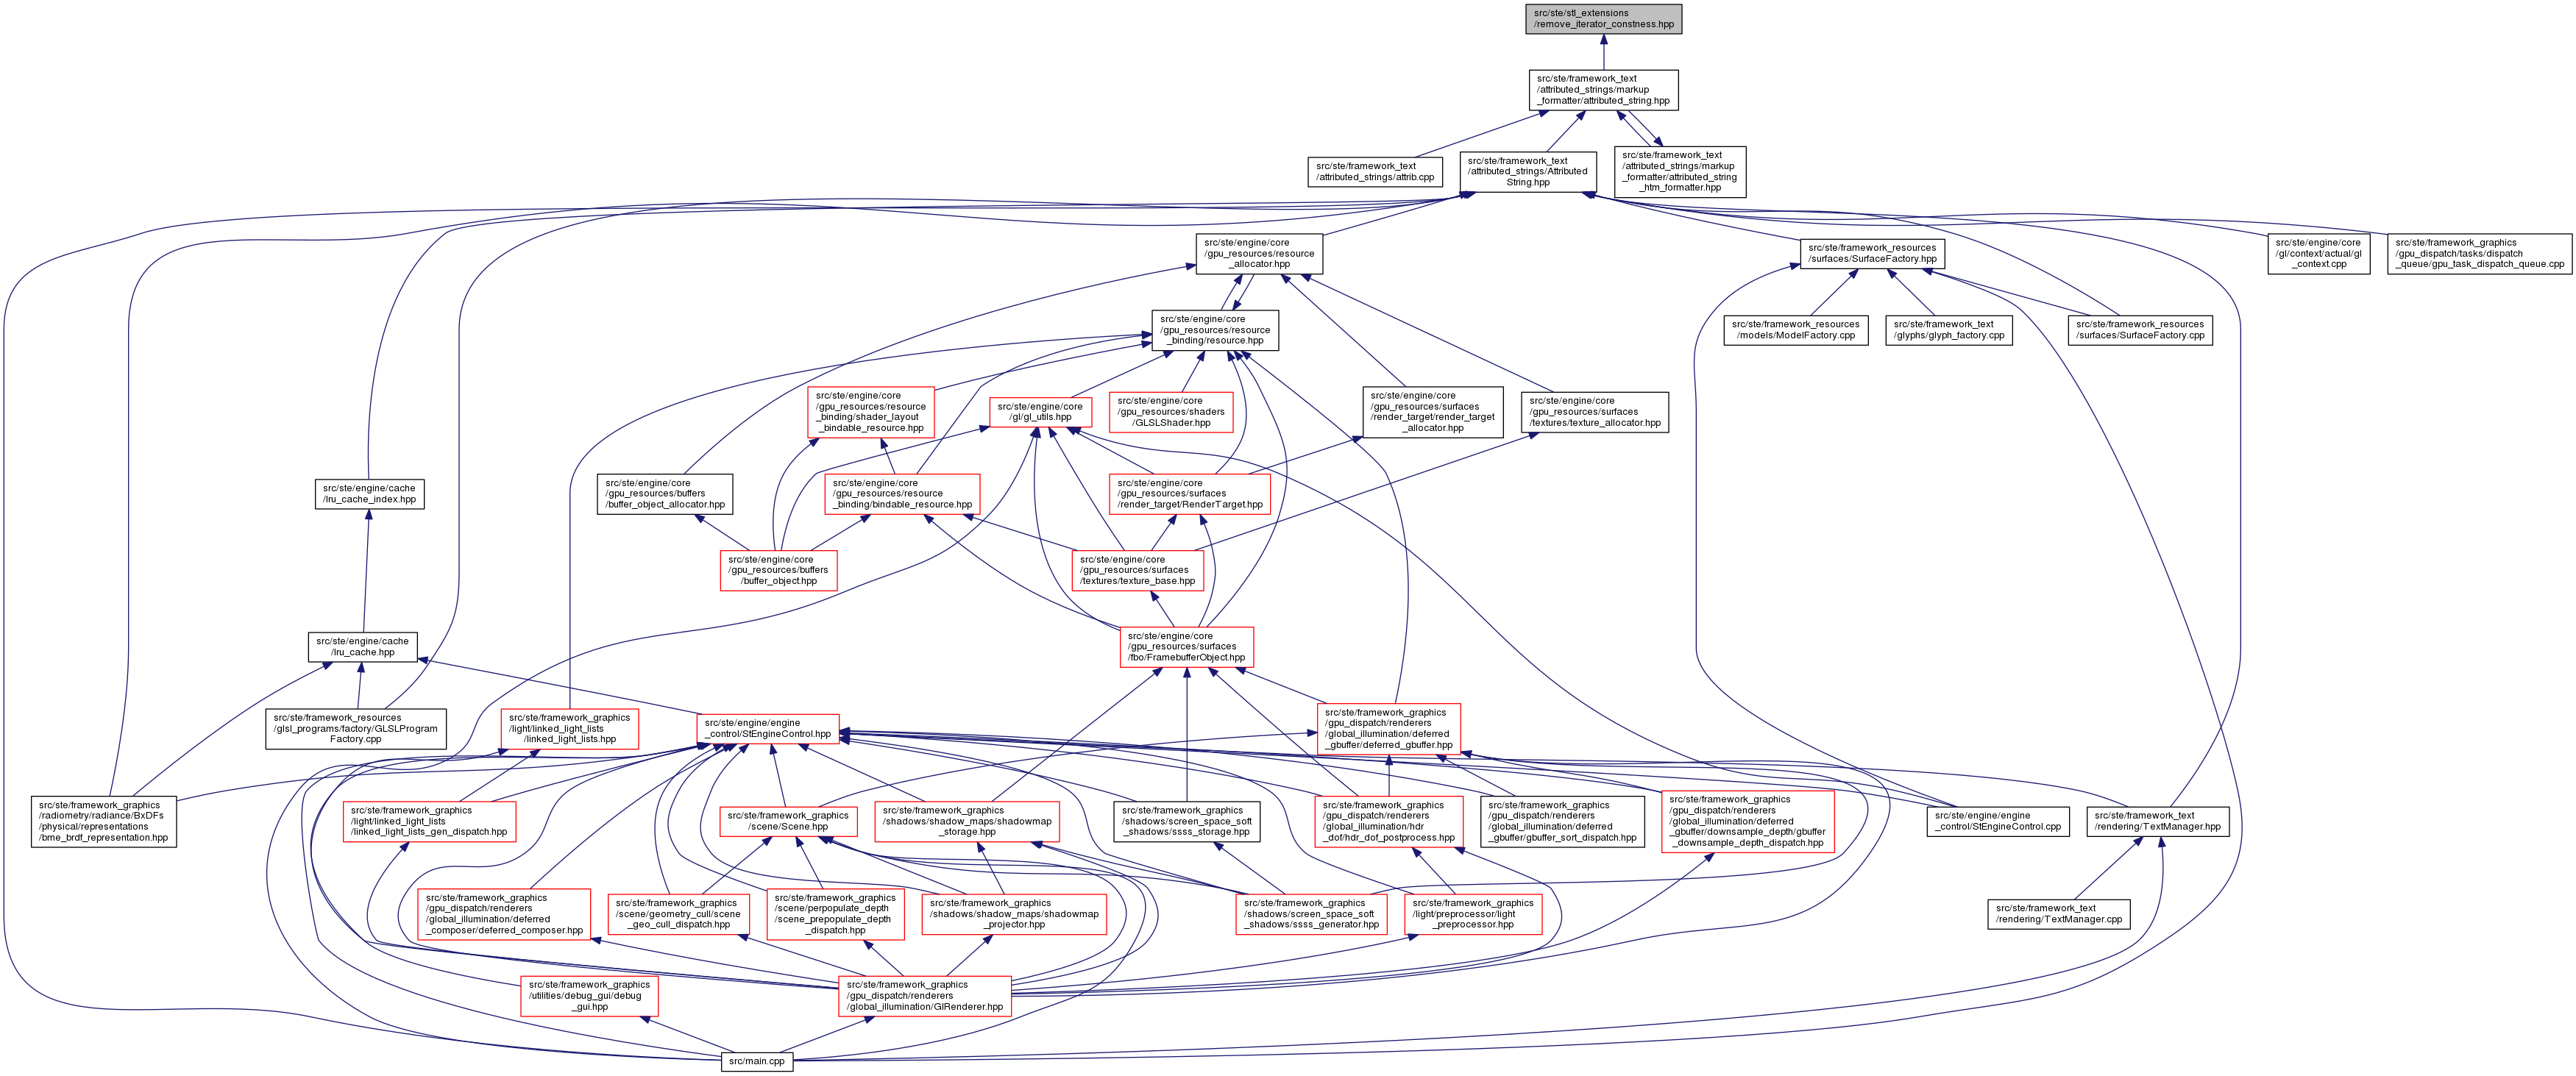 src/ste/stl_extensions
/remove_iterator_constness.hpp
src/ste/framework_text
/attributed_strings/markup
_formatter/attributed_string.hpp
src/ste/framework_text
/attributed_strings/attrib.cpp
src/ste/framework_text
/attributed_strings/Attributed
String.hpp
src/ste/framework_text
/attributed_strings/markup
_formatter/attributed_string
_htm_formatter.hpp
src/ste/engine/core
/gpu_resources/resource
_allocator.hpp
src/ste/framework_resources
/surfaces/SurfaceFactory.hpp
src/ste/engine/core
/gl/context/actual/gl
_context.cpp
src/ste/framework_graphics
/gpu_dispatch/tasks/dispatch
_queue/gpu_task_dispatch_queue.cpp
src/ste/engine/core
/gpu_resources/resource
_binding/resource.hpp
src/ste/framework_resources
/models/ModelFactory.cpp
src/ste/framework_text
/glyphs/glyph_factory.cpp
src/ste/framework_resources
/surfaces/SurfaceFactory.cpp
src/ste/engine/core
/gpu_resources/resource
_binding/shader_layout
_bindable_resource.hpp
src/ste/engine/core
/gl/gl_utils.hpp
src/ste/engine/core
/gpu_resources/shaders
/GLSLShader.hpp
src/ste/engine/core
/gpu_resources/surfaces
/render_target/render_target
_allocator.hpp
src/ste/engine/core
/gpu_resources/surfaces
/textures/texture_allocator.hpp
src/ste/engine/cache
/lru_cache_index.hpp
src/ste/engine/core
/gpu_resources/buffers
/buffer_object_allocator.hpp
src/ste/engine/core
/gpu_resources/resource
_binding/bindable_resource.hpp
src/ste/engine/core
/gpu_resources/surfaces
/render_target/RenderTarget.hpp
src/ste/engine/core
/gpu_resources/buffers
/buffer_object.hpp
src/ste/engine/core
/gpu_resources/surfaces
/textures/texture_base.hpp
src/ste/engine/cache
/lru_cache.hpp
src/ste/engine/core
/gpu_resources/surfaces
/fbo/FramebufferObject.hpp
src/ste/framework_resources
/glsl_programs/factory/GLSLProgram
Factory.cpp
src/ste/framework_graphics
/light/linked_light_lists
/linked_light_lists.hpp
src/ste/engine/engine
_control/StEngineControl.hpp
src/ste/framework_graphics
/gpu_dispatch/renderers
/global_illumination/deferred
_gbuffer/deferred_gbuffer.hpp
src/ste/framework_graphics
/radiometry/radiance/BxDFs
/physical/representations
/bme_brdf_representation.hpp
src/ste/framework_graphics
/light/linked_light_lists
/linked_light_lists_gen_dispatch.hpp
src/ste/framework_graphics
/scene/Scene.hpp
src/ste/framework_graphics
/shadows/shadow_maps/shadowmap
_storage.hpp
src/ste/framework_graphics
/shadows/screen_space_soft
_shadows/ssss_storage.hpp
src/ste/framework_graphics
/gpu_dispatch/renderers
/global_illumination/hdr
_dof/hdr_dof_postprocess.hpp
src/ste/framework_graphics
/gpu_dispatch/renderers
/global_illumination/deferred
_gbuffer/gbuffer_sort_dispatch.hpp
src/ste/framework_graphics
/gpu_dispatch/renderers
/global_illumination/deferred
_gbuffer/downsample_depth/gbuffer
_downsample_depth_dispatch.hpp
src/ste/engine/engine
_control/StEngineControl.cpp
src/ste/framework_text
/rendering/TextManager.hpp
src/ste/framework_graphics
/gpu_dispatch/renderers
/global_illumination/deferred
_composer/deferred_composer.hpp
src/ste/framework_graphics
/scene/geometry_cull/scene
_geo_cull_dispatch.hpp
src/ste/framework_graphics
/scene/perpopulate_depth
/scene_prepopulate_depth
_dispatch.hpp
src/ste/framework_graphics
/shadows/shadow_maps/shadowmap
_projector.hpp
src/ste/framework_graphics
/shadows/screen_space_soft
_shadows/ssss_generator.hpp
src/ste/framework_graphics
/light/preprocessor/light
_preprocessor.hpp
src/ste/framework_text
/rendering/TextManager.cpp
src/ste/framework_graphics
/utilities/debug_gui/debug
_gui.hpp
src/ste/framework_graphics
/gpu_dispatch/renderers
/global_illumination/GIRenderer.hpp
src/main.cpp